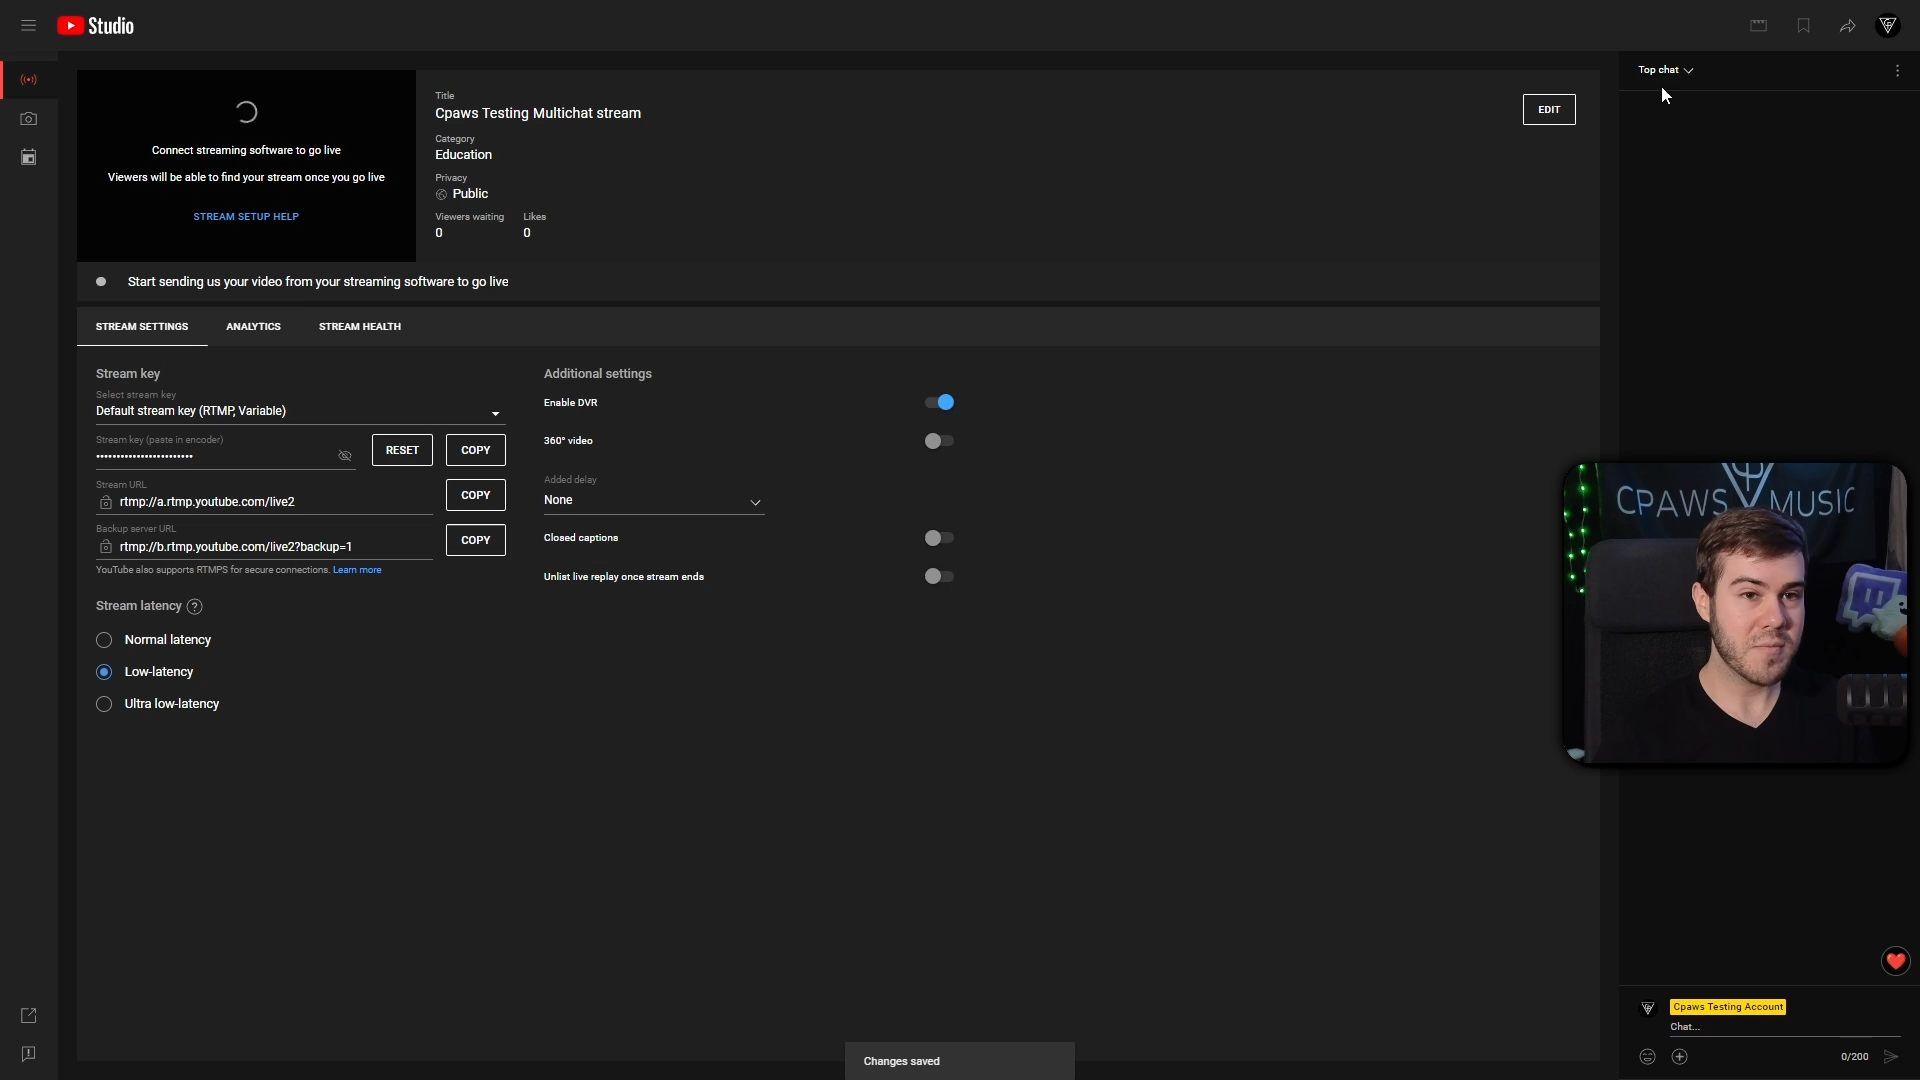 Studio
Top chat
Connect streaming software to go live
Viewers will be able to find your stream once you go live
STREAM SETUP HELP
Title
Cpaws Testing Multichat stream
EDIT
Category
Education
Privacy
Public
Viewers waiting Likes
0 0
Start sending us your video from your streaming software to go live
STREAM SETTINGS ANALYTICS STREAM HEALTH
Stream key
Select stream key
Default stream key (RTMP, Variable)
Stream key (paste in encoder)
••••••••••••••••••••••••
RESET COPY
Stream URL
rtmp://a.rtmp.youtube.com/live2
COPY
Backup server URL
rtmp://b.rtmp.youtube.com/live2?backup=1
COPY
YouTube also supports RTMPS for secure connections. Learn more
Stream latency ?
Normal latency
Low-latency
Ultra low-latency
Additional settings
Enable DVR
360° video
Added delay
None
Closed captions
Unlist live replay once stream ends
CPAWS MUSIC
Cpaws Testing Account
Chat...
0/200
Changes saved